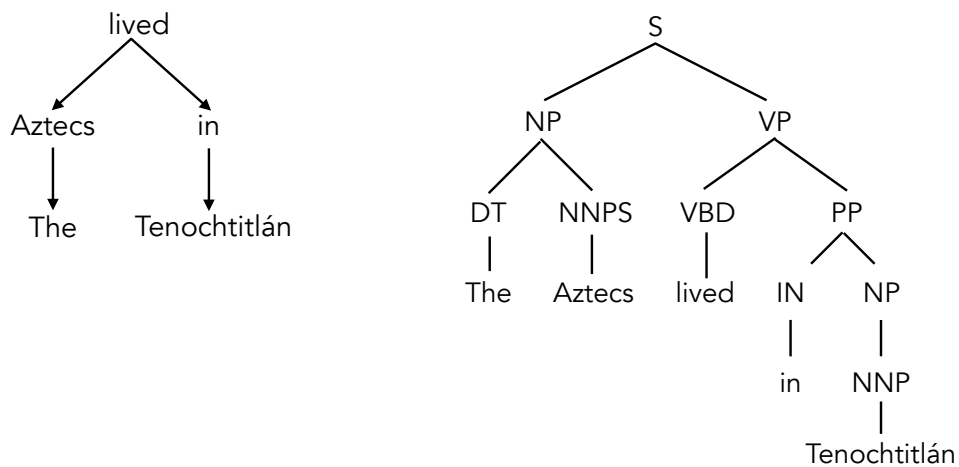 lived
Aztecs in
The Tenochtitlán
S
NP VP
DT NNPS VBD PP
The Aztecs lived IN NP
in NNP
Tenochtitlán